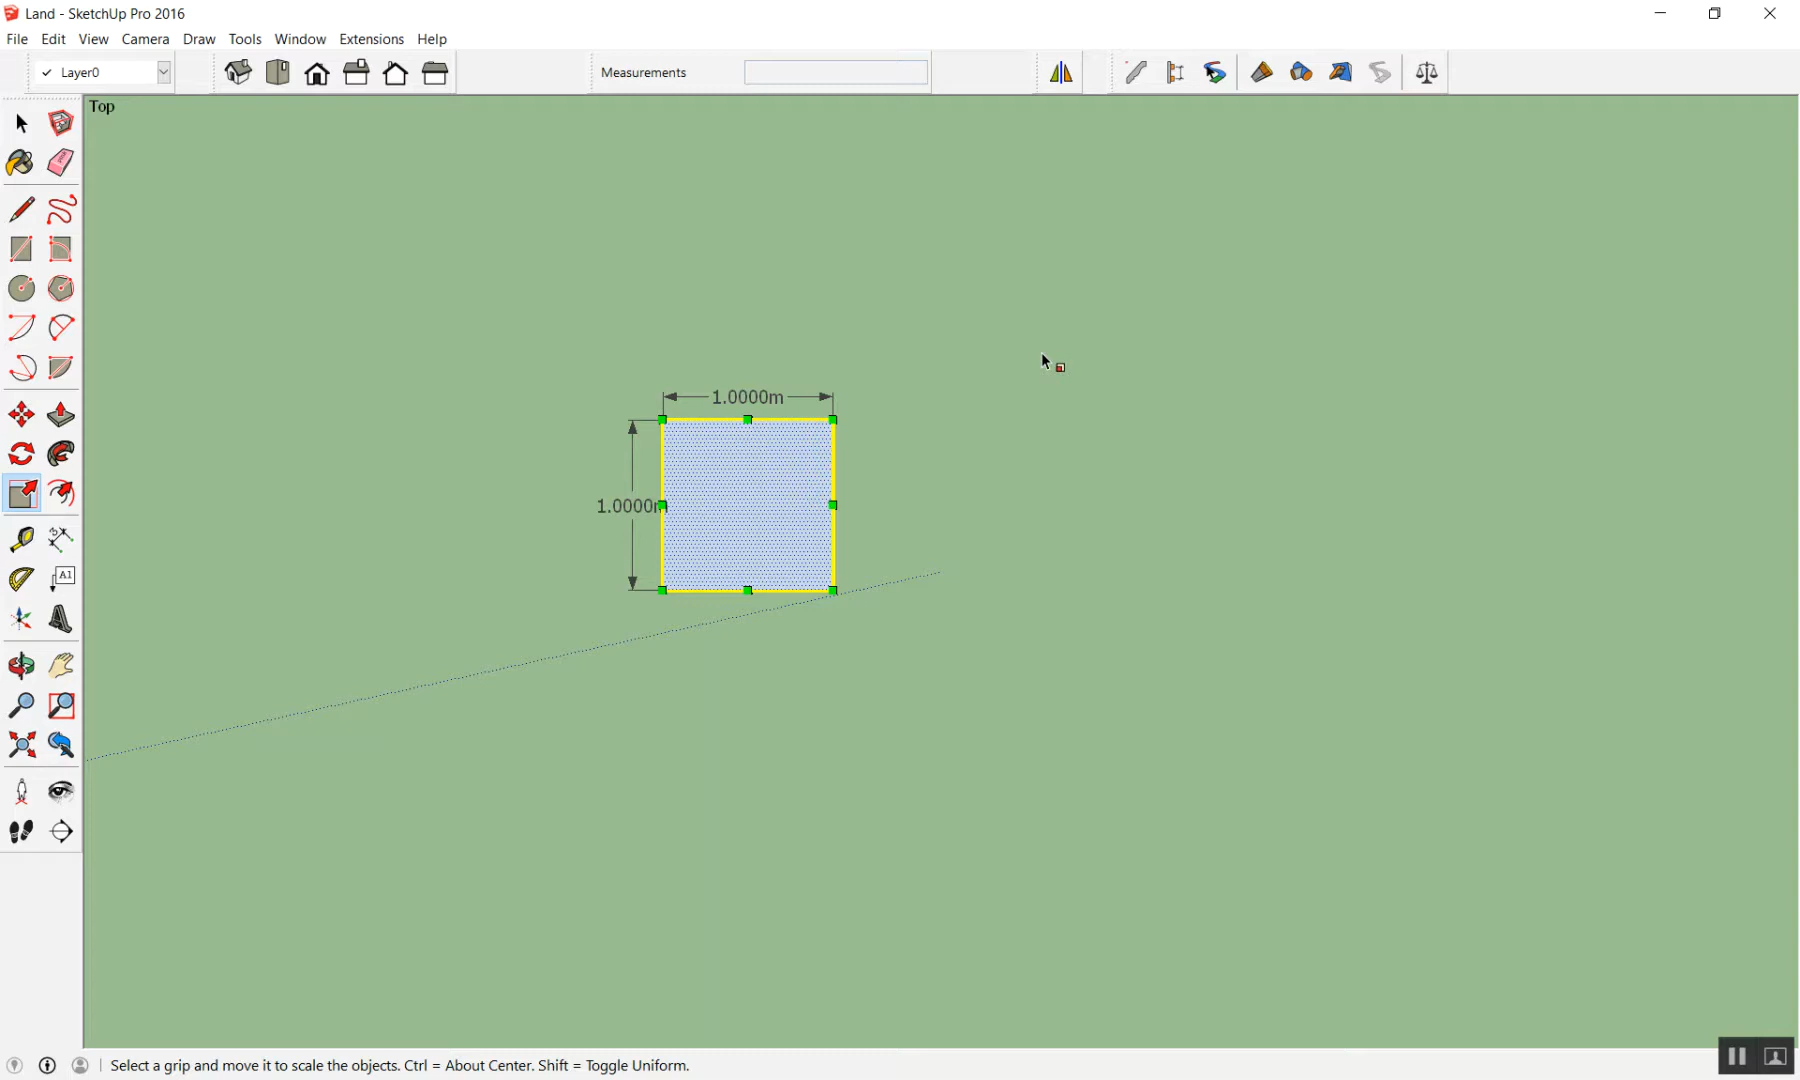 Land - SketchUp Pro 2016
File Edit View Camera Draw Tools Window Extensions Help
Layer0
Measurements
Top
1.0000m
1.0000m
A1
Select a grip and move it to scale the objects. Ctrl = About Center. Shift = Toggle Uniform.